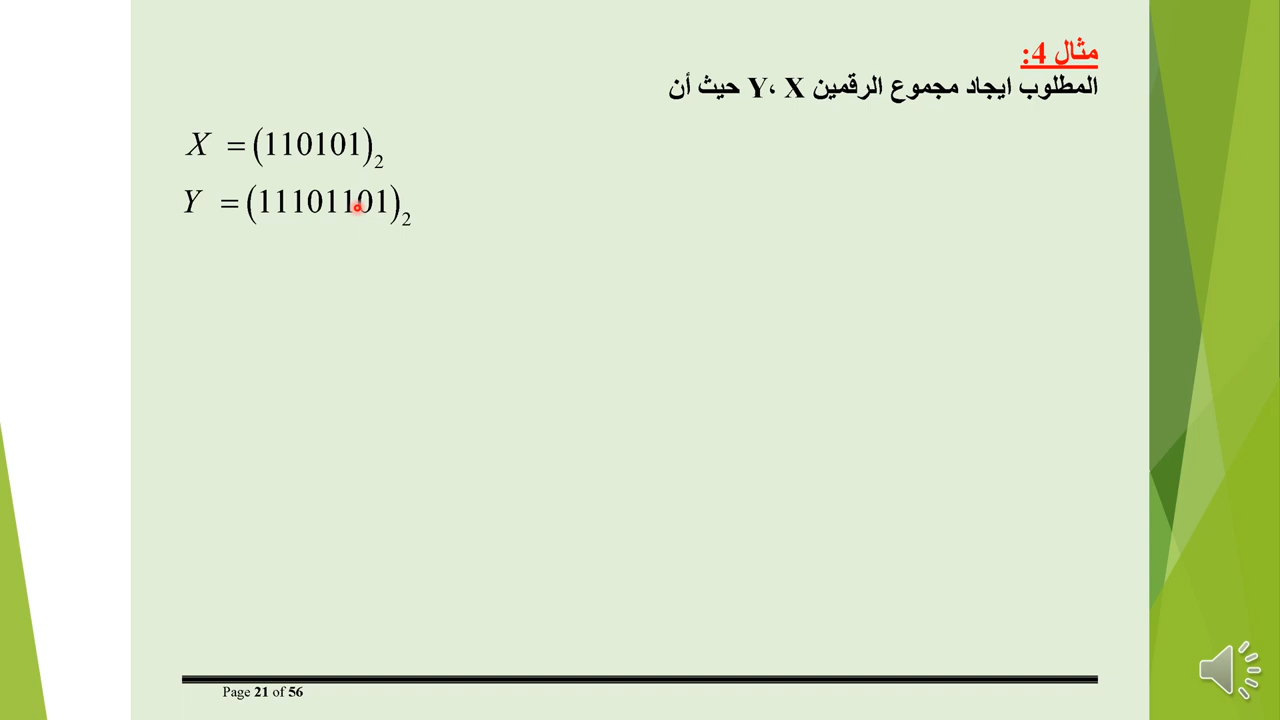 مثال 4:
المطلوب ايجاد مجموع الرقمين Y، X حيث أن
X = (110101)₂
Y = (11101101)₂
Page 21 of 56